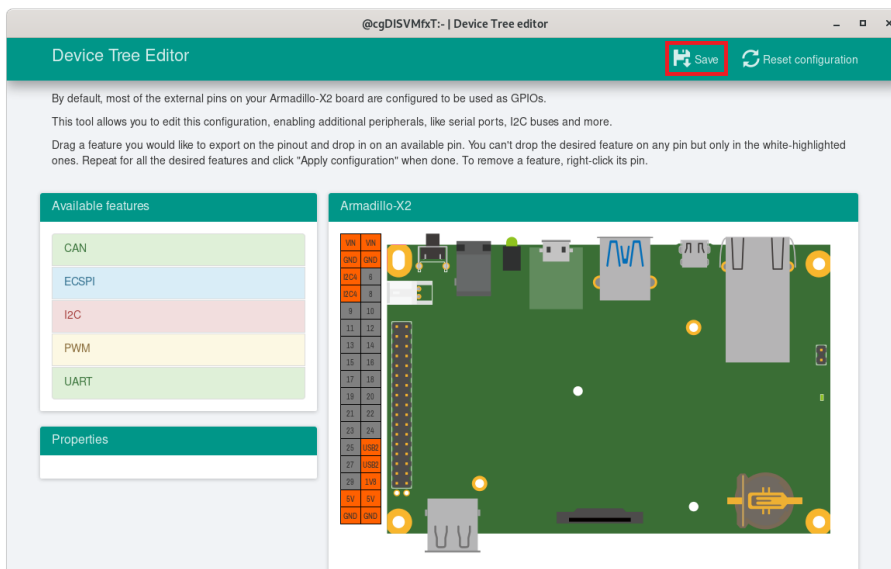 @cgDISVMfxT:- | Device Tree editor
Device Tree Editor
Save
Reset configuration
By default, most of the external pins on your Armadillo-X2 board are configured to be used as GPIOs.
This tool allows you to edit this configuration, enabling additional peripherals, like serial ports, I2C buses and more.
Drag a feature you would like to export on the pinout and drop in on an available pin. You can't drop the desired feature on any pin but only in the white-highlighted
ones. Repeat for all the desired features and click "Apply configuration" when done. To remove a feature, right-click its pin.
Available features
CAN
ECSPI
I2C
PWM
UART
Properties
Armadillo-X2
VIN VIN
GND GND
I2C4 6
I2C4 8
9 10
11 12
13 14
15 16
17 18
19 20
21 22
23 24
25 USB2
27 USB2
29 1V8
5V 5V
GND GND